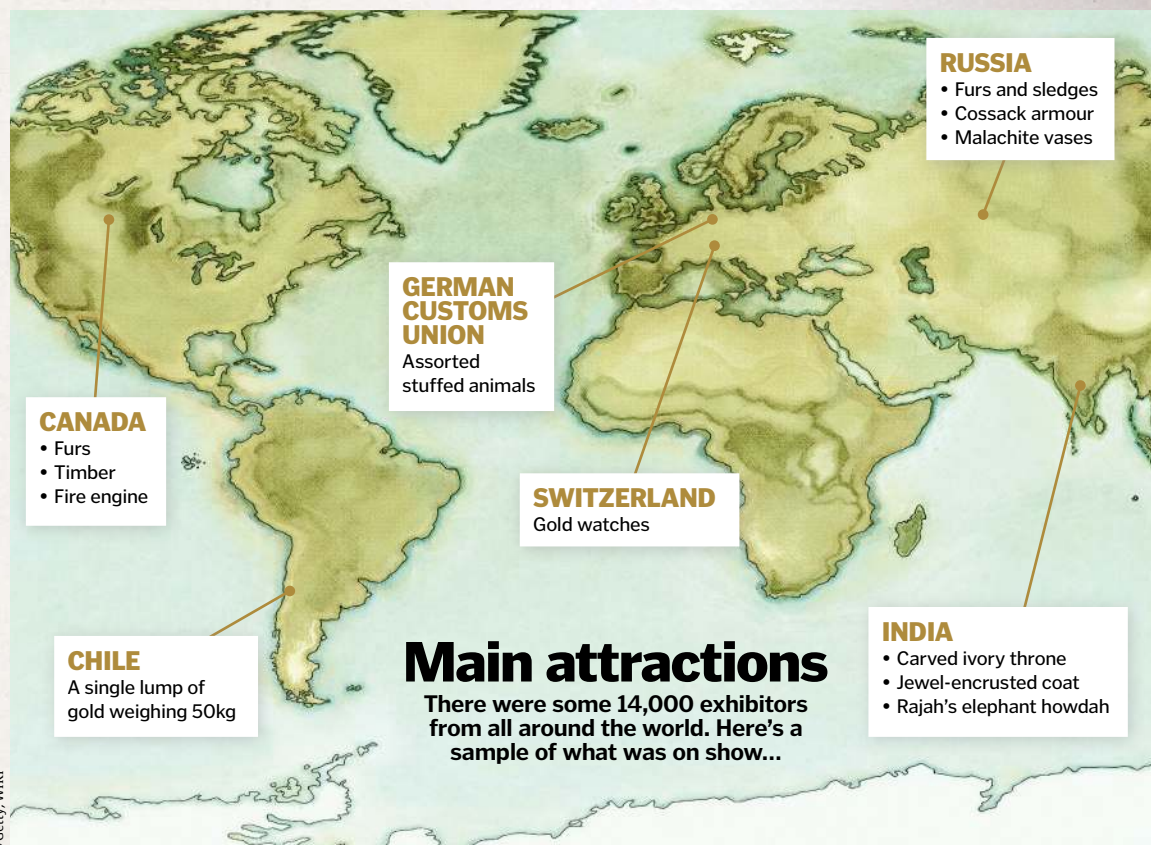 RUSSIA
• Furs and sledges
• Cossack armour
• Malachite vases
GERMAN
CUSTOMS
UNION
Assorted
stuffed animals
CANADA
• Furs
• Timber
• Fire engine
SWITZERLAND
Gold watches
CHILE
A single lump of
gold weighing 50kg
INDIA
• Carved ivory throne
• Jewel-encrusted coat
• Rajah's elephant howdah
Main attractions
There were some 14,000 exhibitors
from all around the world. Here's a
sample of what was on show...
Getty, Wiki